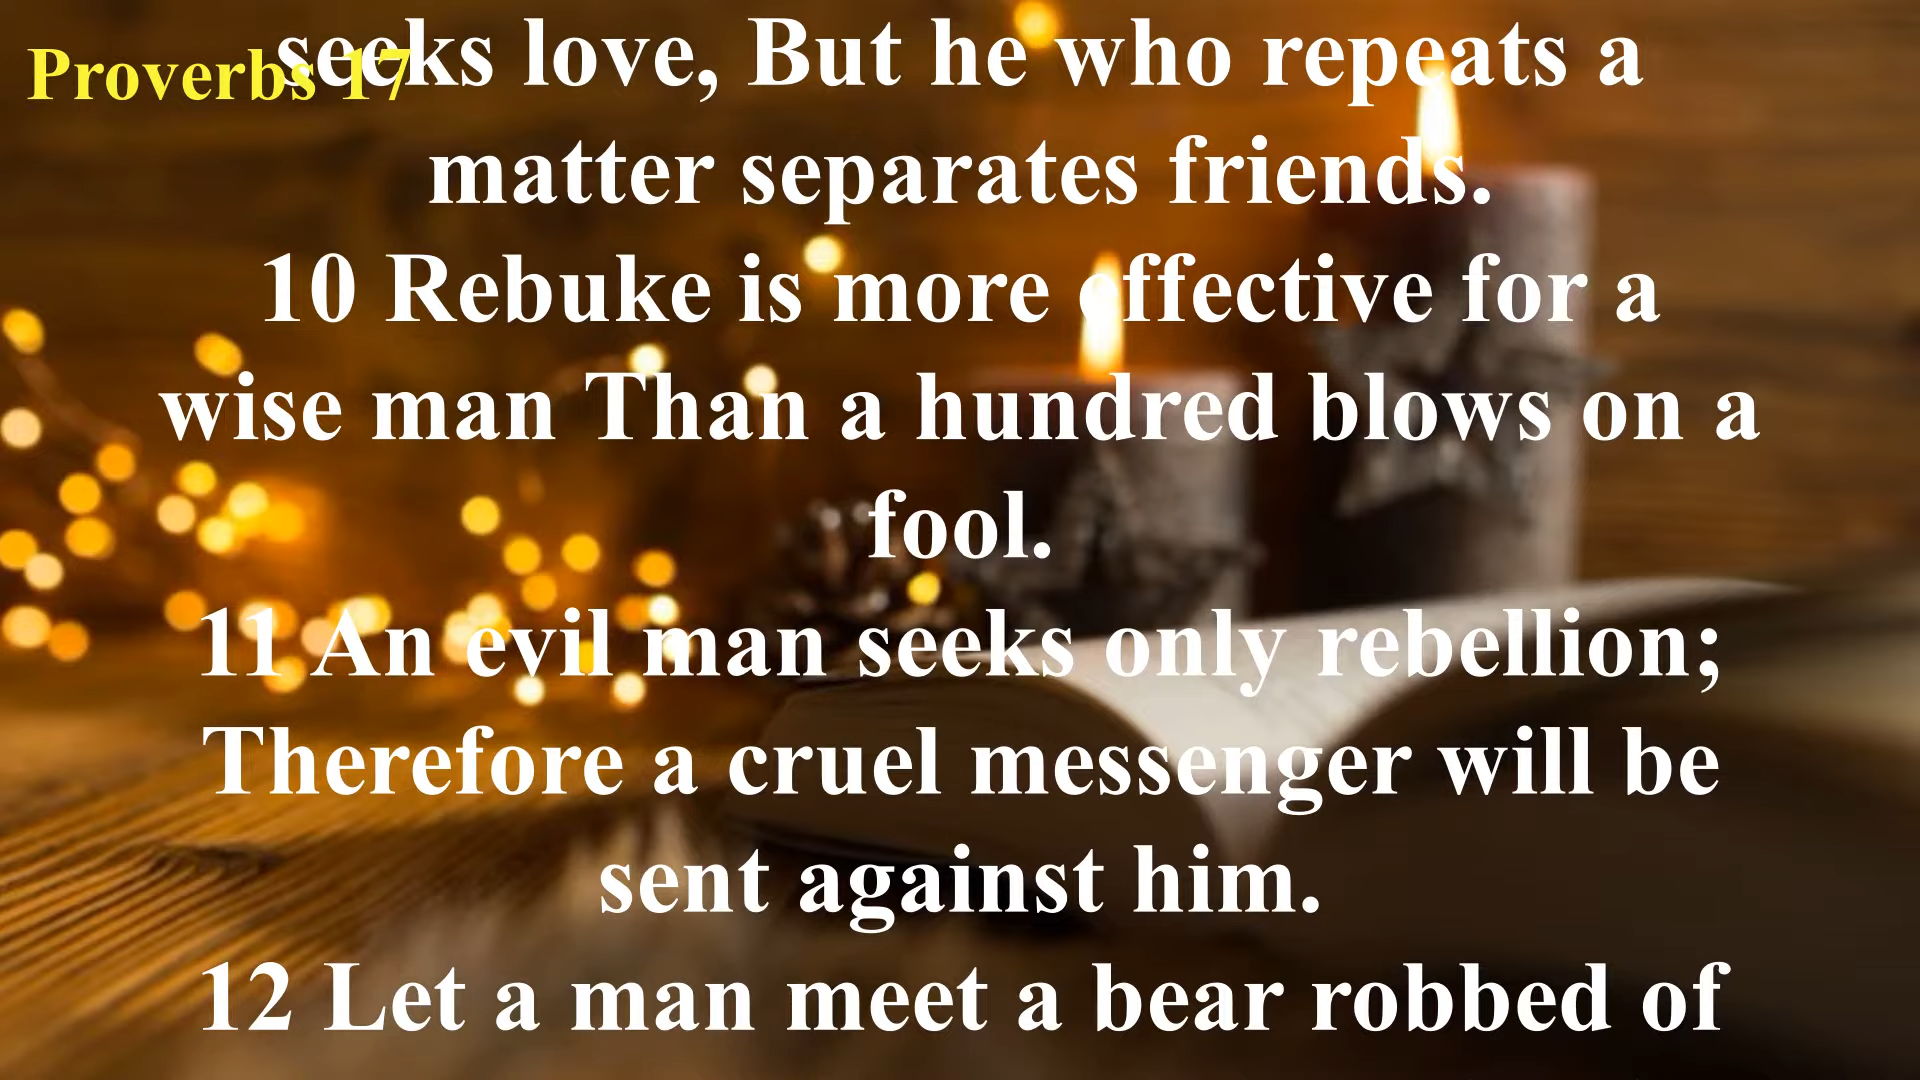 Proverbs 17
seeks love, But he who repeats a
matter separates friends.
10 Rebuke is more effective for a
wise man Than a hundred blows on a
fool.
11 An evil man seeks only rebellion;
Therefore a cruel messenger will be
sent against him.
12 Let a man meet a bear robbed of